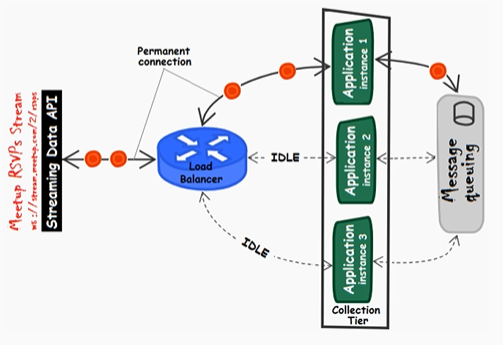 Meetup RSVPs Stream
ws://stream.meetup.com/2/rsvps
Streaming Data API
Permanent
connection
Load
Balancer
IDLE
IDLE
Application
instance 1
Application
instance 2
Application
instance 3
Collection
Tier
Message
queuing